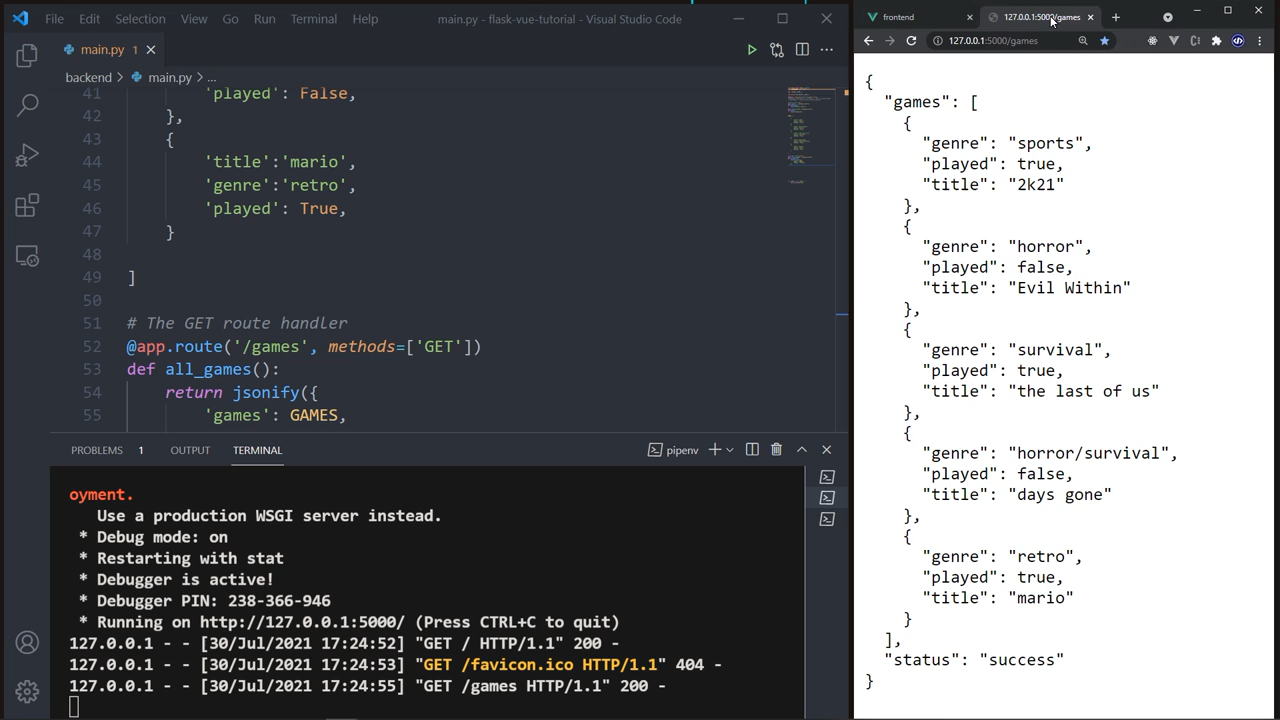 File Edit Selection View Go Run Terminal Help main.py - flask-vue-tutorial - Visual Studio Code
main.py 1
backend > main.py > ...
41 'played': False,
42 },
43 {
44 'title':'mario',
45 'genre':'retro',
46 'played': True,
47 }
48
49 ]
50
51 # The GET route handler
52 @app.route('/games', methods=['GET'])
53 def all_games():
54 return jsonify({
55 'games': GAMES,
PROBLEMS 1 OUTPUT TERMINAL pipenv
oyment.
Use a production WSGI server instead.
* Debug mode: on
* Restarting with stat
* Debugger is active!
* Debugger PIN: 238-366-946
* Running on http://127.0.0.1:5000/ (Press CTRL+C to quit)
127.0.0.1 - - [30/Jul/2021 17:24:52] "GET / HTTP/1.1" 200 -
127.0.0.1 - - [30/Jul/2021 17:24:53] "GET /favicon.ico HTTP/1.1" 404 -
127.0.0.1 - - [30/Jul/2021 17:24:55] "GET /games HTTP/1.1" 200 -
frontend 127.0.0.1:5000/games
127.0.0.1:5000/games
{
"games": [
{
"genre": "sports",
"played": true,
"title": "2k21"
},
{
"genre": "horror",
"played": false,
"title": "Evil Within"
},
{
"genre": "survival",
"played": true,
"title": "the last of us"
},
{
"genre": "horror/survival",
"played": false,
"title": "days gone"
},
{
"genre": "retro",
"played": true,
"title": "mario"
}
],
"status": "success"
}